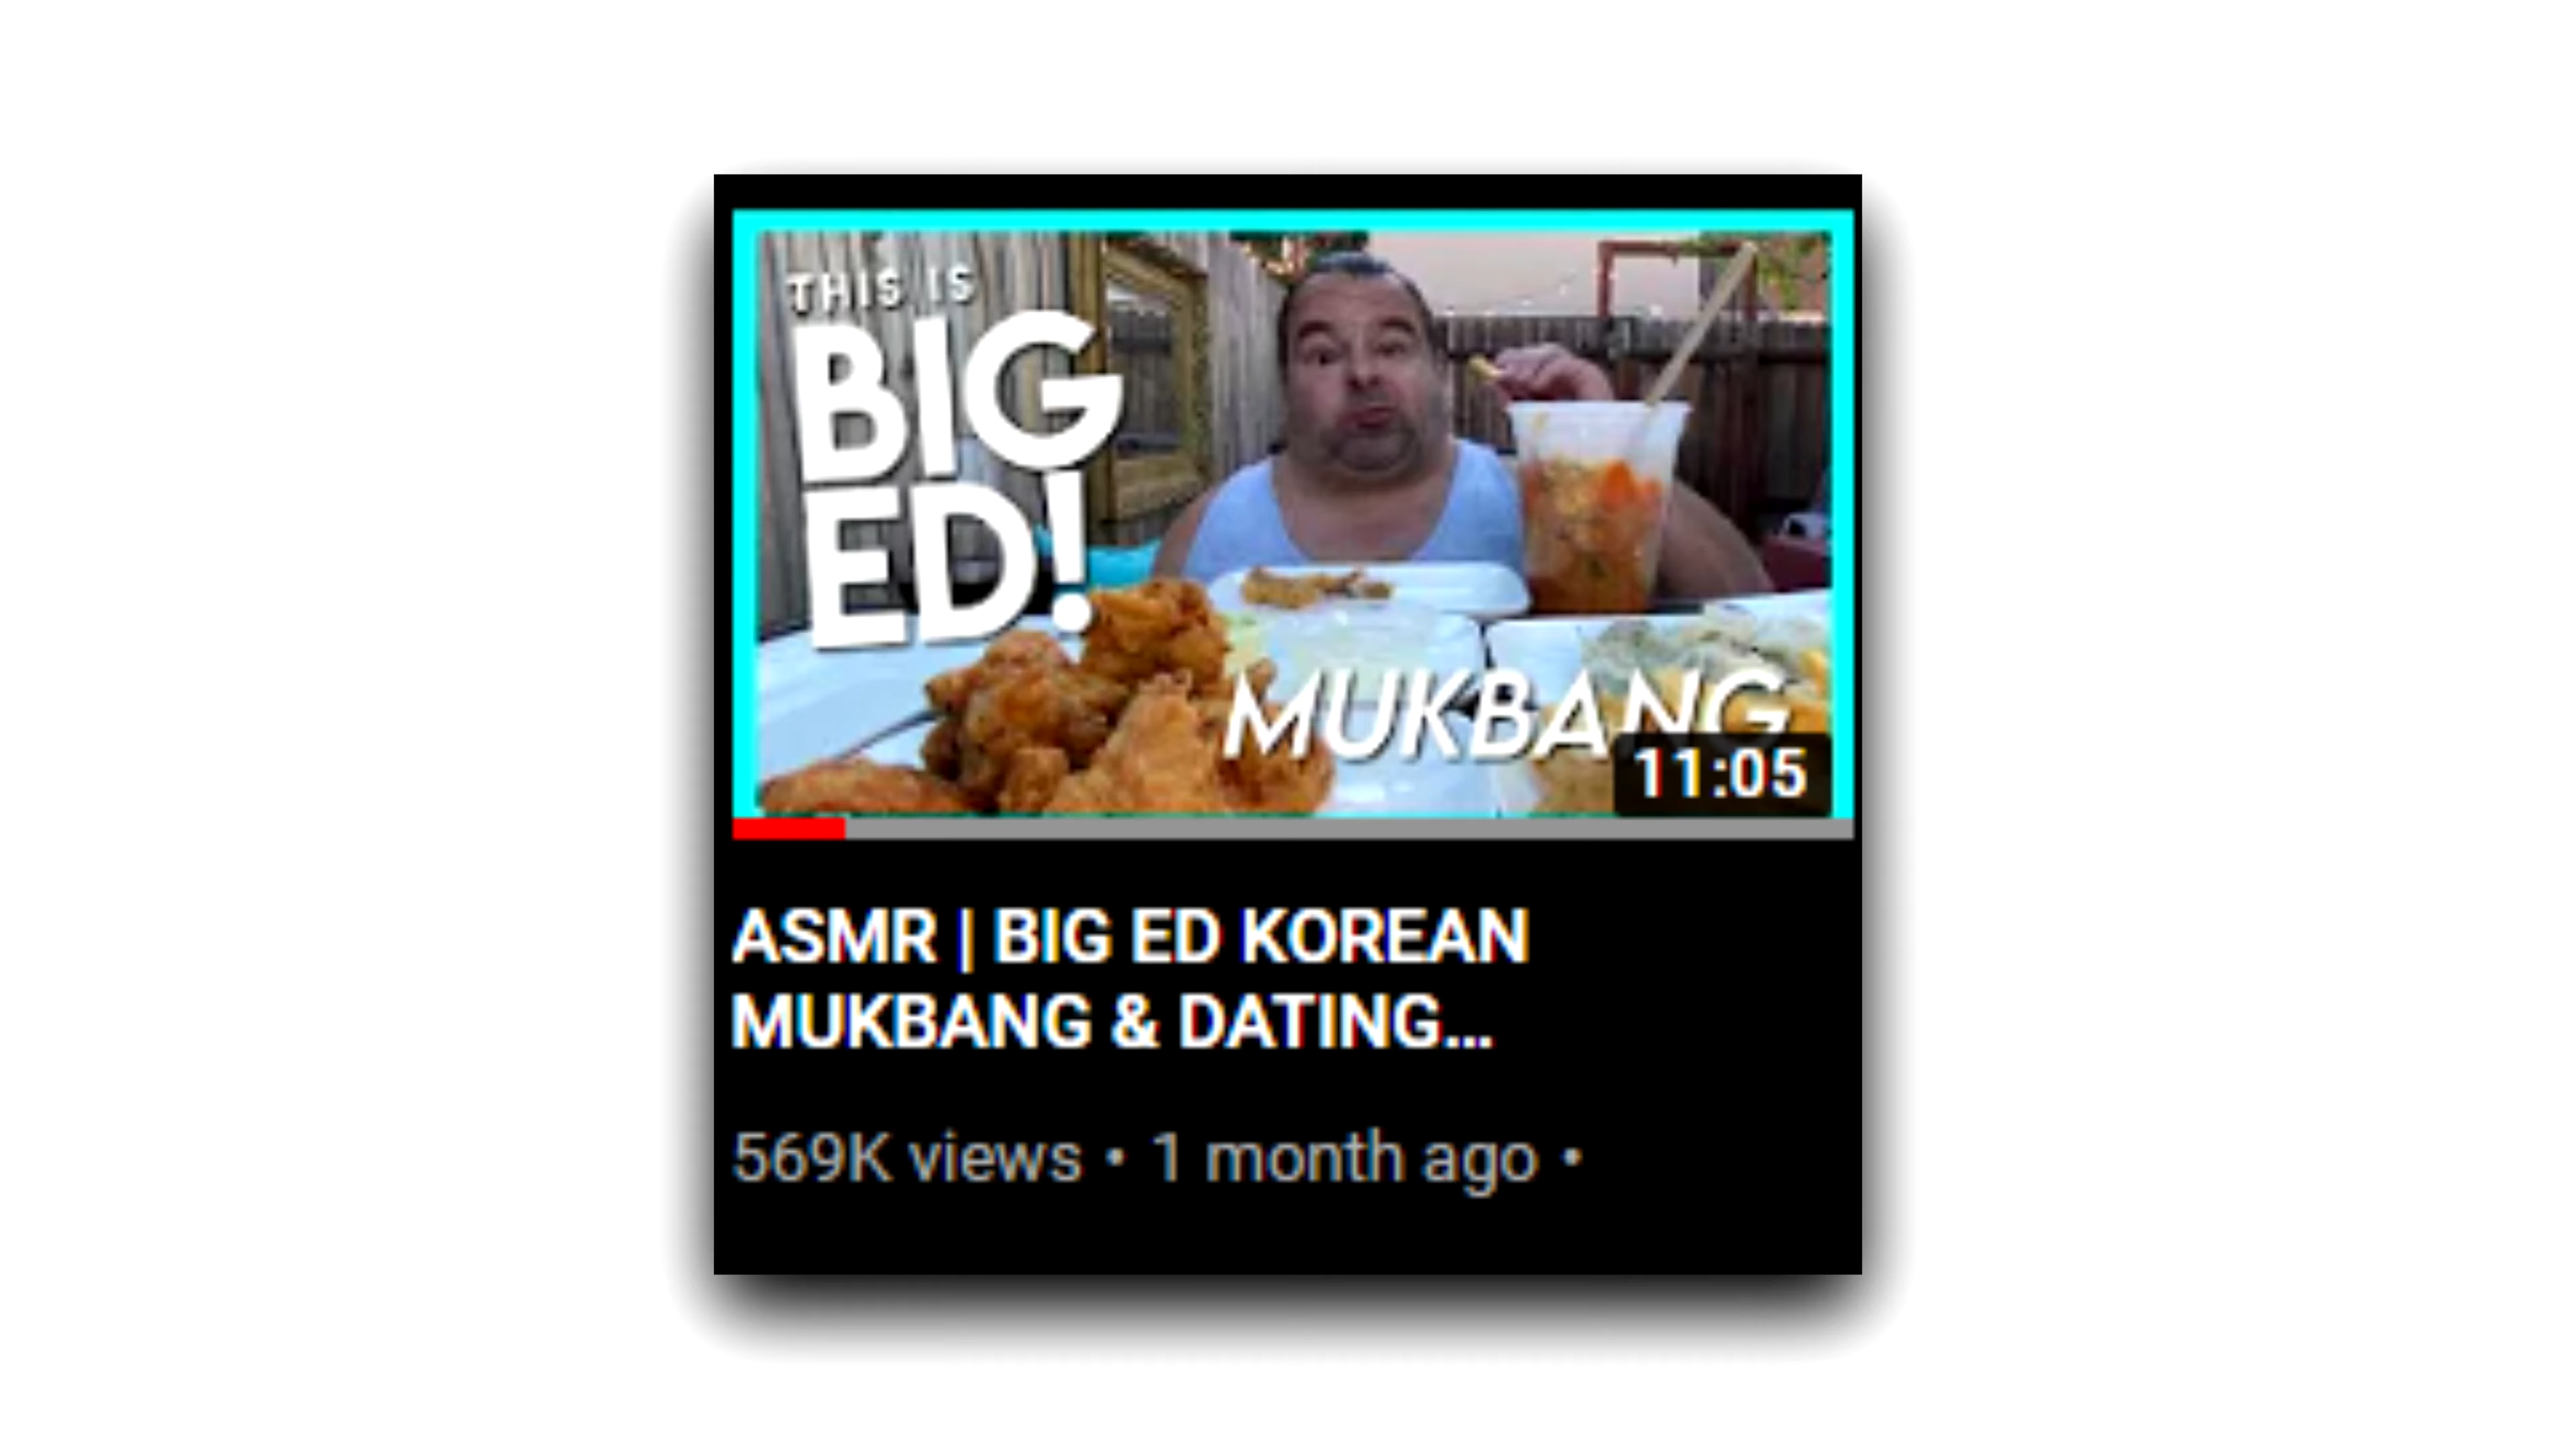 THIS IS
BIG
ED!
MUKBANG
11:05
ASMR | BIG ED KOREAN
MUKBANG & DATING...
569K views • 1 month ago •